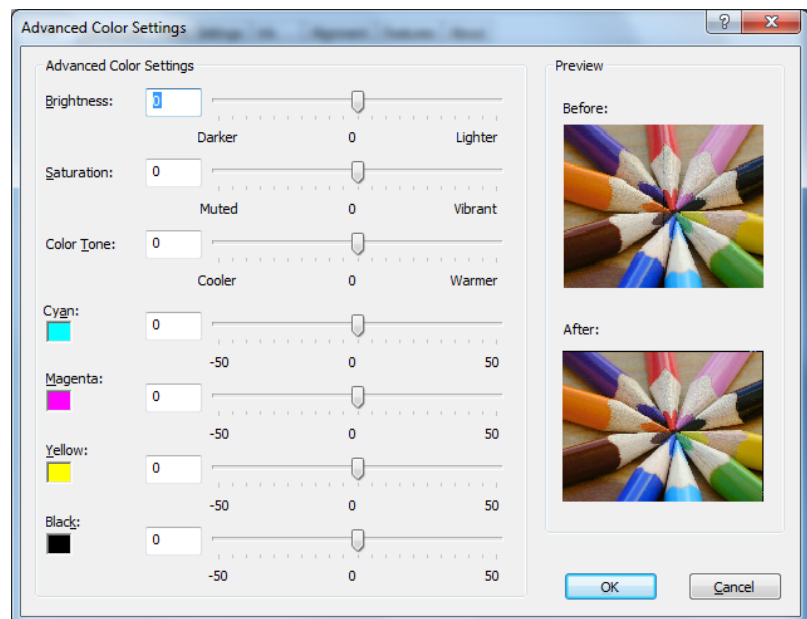 Advanced Color Settings
Advanced Color Settings
Brightness: 0
Darker 0 Lighter
Saturation: 0
Muted 0 Vibrant
Color Tone: 0
Cooler 0 Warmer
Cyan: 0
-50 0 50
Magenta: 0
-50 0 50
Yellow: 0
-50 0 50
Black: 0
-50 0 50
Preview
Before:
After:
OK Cancel